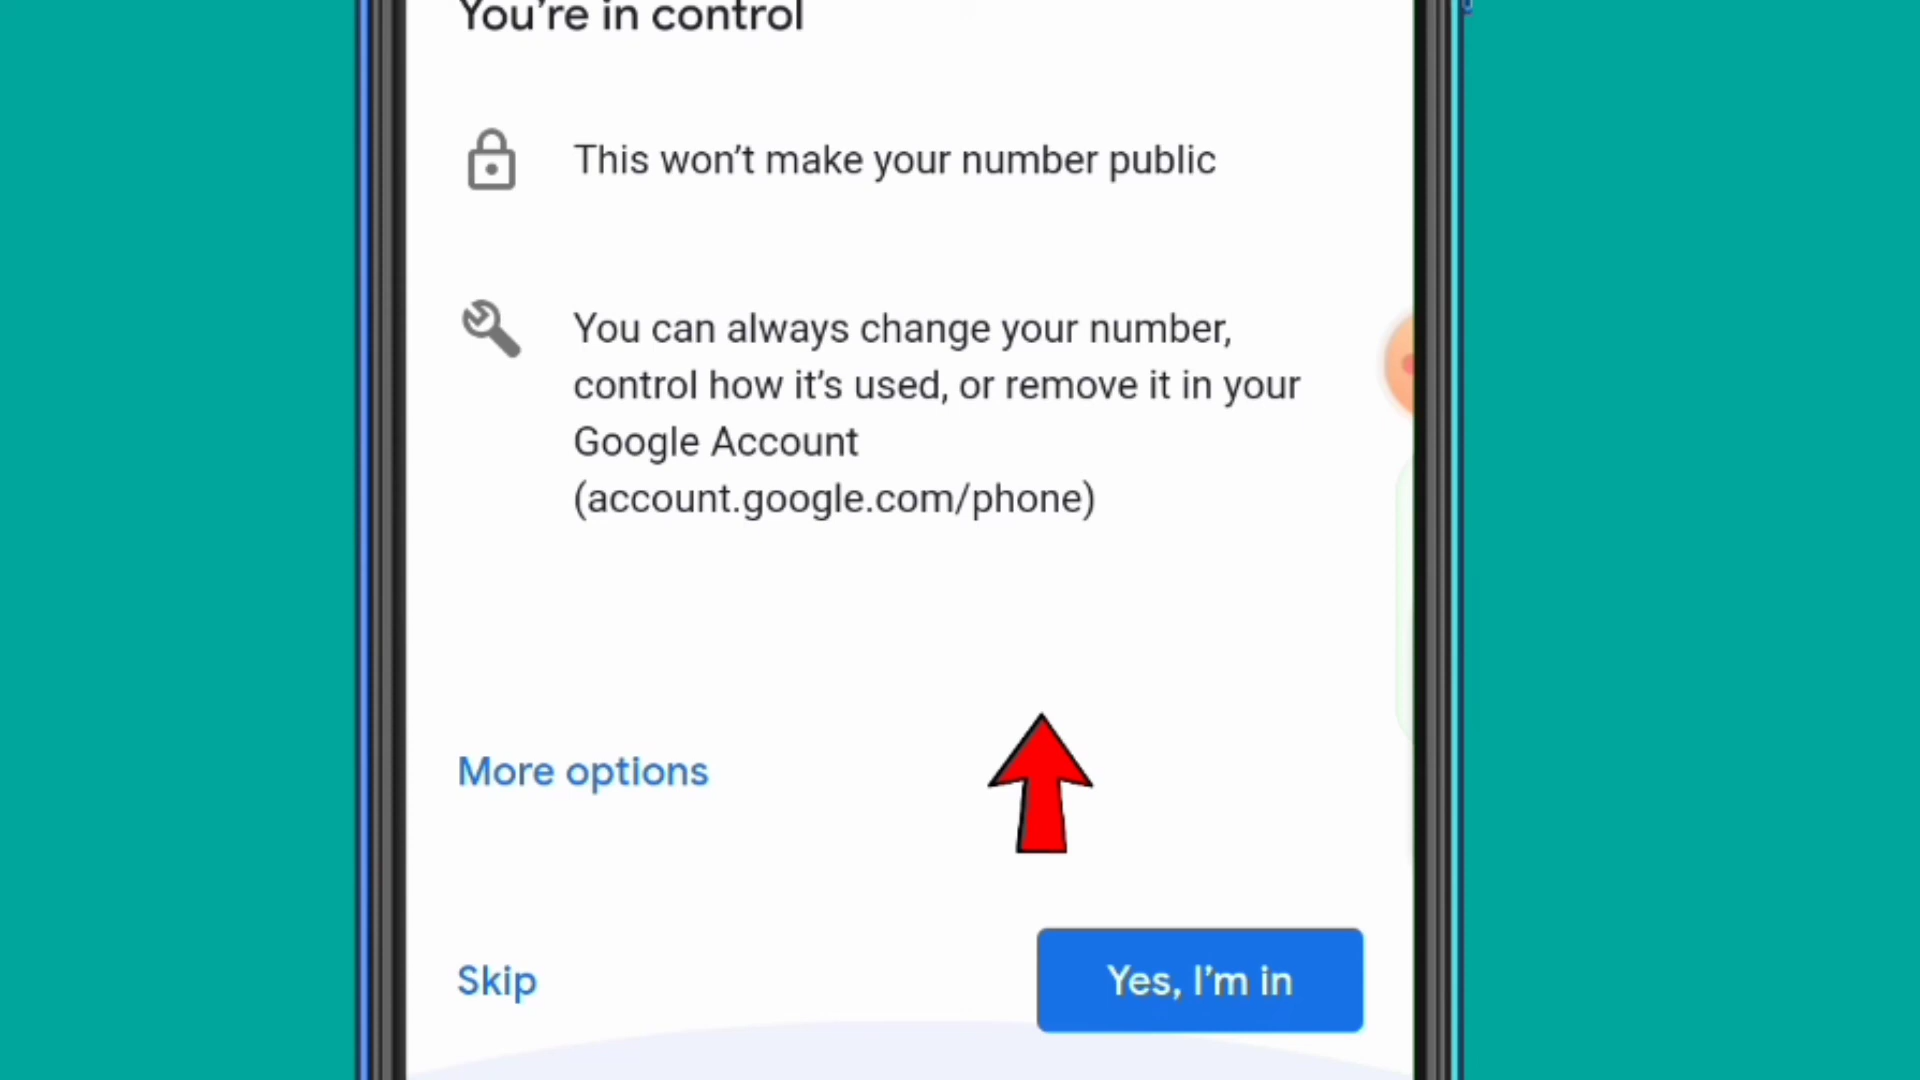 You’re in control
This won’t make your number public
You can always change your number,
control how it’s used, or remove it in your
Google Account
(account.google.com/phone)
More options
Skip
Yes, I’m in